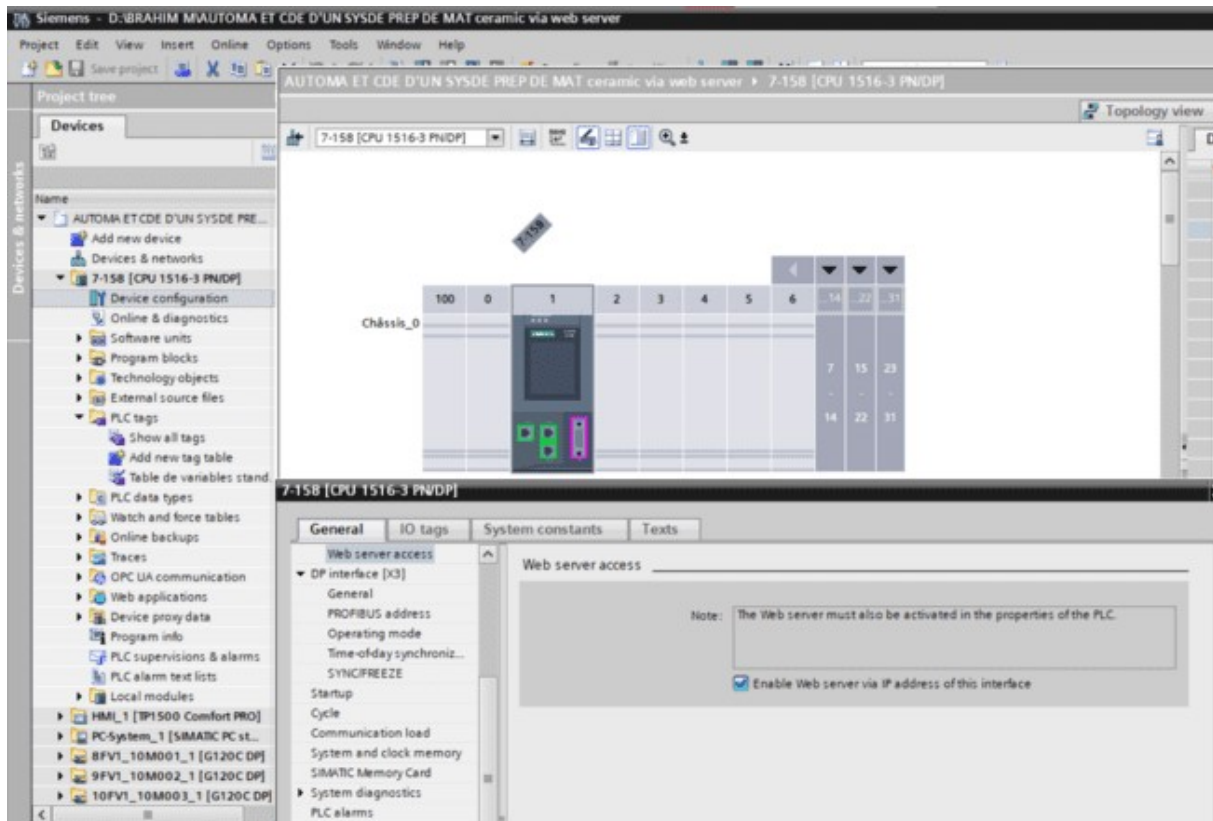 Siemens - D:\BRAHIM M\AUTOMA ET CDE D'UN SYSDE PREP DE MAT ceramic via web server
Project Edit View Insert Online Options Tools Window Help
Save project
AUTOMA ET CDE D'UN SYSDE PREP DE MAT ceramic via web server 7-158 [CPU 1516-3 PN/DP]
Project tree
Topology view
Devices
7-158 [CPU 1516-3 PN/DP]
Devices & networks
Name
AUTOMA ET CDE D'UN SYSDE PRE...
Add new device
Devices & networks
7-158 [CPU 1516-3 PN/DP]
Device configuration
Online & diagnostics
Software units
Program blocks
Technology objects
External source files
PLC tags
Show all tags
Add new tag table
Table de variables stand.
PLC data types
Watch and force tables
Online backups
Traces
OPC UA communication
Web applications
Device proxy data
Program info
PLC supervisions & alarms
PLC alarm text lists
Local modules
HMI_1 [TP1500 Comfort PRO]
PC-System_1 [SIMATIC PC st...
8FV1_10M001_1 [G120C DP]
9FV1_10M002_1 [G120C DP]
10FV1_10M003_1 [G120C DP]
100 0 1 2 3 4 5 6 ...14 ...22 ...31
Châssis_0
7 15 23
- - -
14 22 31
7-158 [CPU 1516-3 PN/DP]
General IO tags System constants Texts
Web server access
DP interface [X3]
General
PROFIBUS address
Operating mode
Time-of-day synchroniz...
SYNC/FREEZE
Startup
Cycle
Communication load
System and clock memory
SIMATIC Memory Card
System diagnostics
PLC alarms
Web server access
Note: The Web server must also be activated in the properties of the PLC.
Enable Web server via IP address of this interface